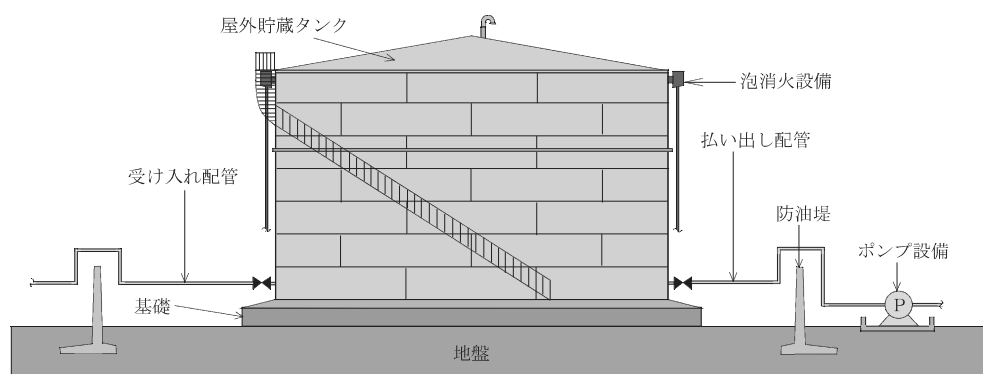 屋外貯蔵タンク
泡消火設備
払い出し配管
受け入れ配管
防油堤
ポンプ設備
基礎
P
地盤